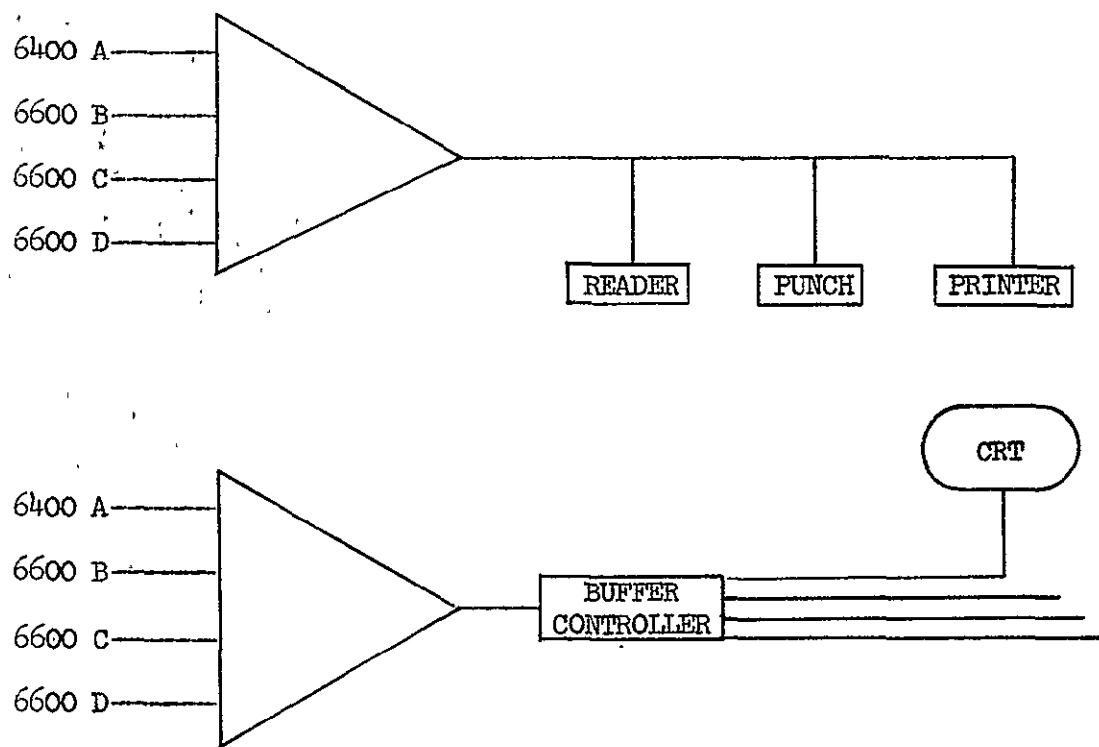 6400 A
6600 B
6600 C
6600 D
READER PUNCH PRINTER
CRT
6400 A
6600 B
6600 C
6600 D
BUFFER
CONTROLLER